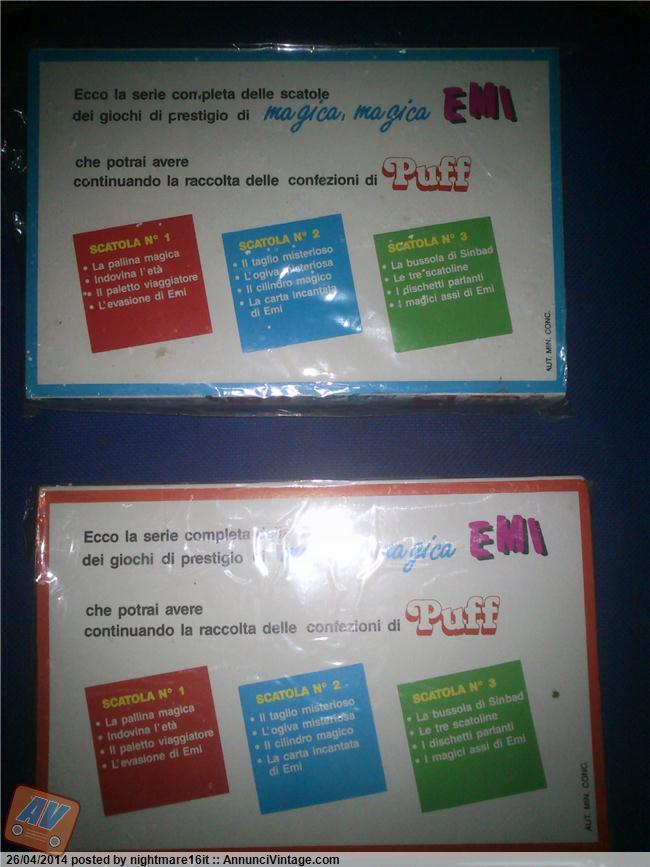 Ecco la serie completa delle scatole
dei giochi di prestigio di magica, magica EMI
che potrai avere
continuando la raccolta delle confezioni di Puff
SCATOLA N° 1
• La pallina magica
• Indovina l'età
• Il paletto viaggiatore
• L'evasione di Emi
SCATOLA N° 2
• Il taglio misterioso
• L'ogiva misteriosa
• Il cilindro magico
• La carta incantata
di Emi
SCATOLA N° 3
• La bussola di Sinbad
• Le tre scatoline
• I dischetti parlanti
• I magici assi di Emi
AUT. MIN. CONC.
Ecco la serie completa
dei giochi di prestigio magica EMI
che potrai avere
continuando la raccolta delle confezioni di Puff
SCATOLA N° 1
• La pallina magica
• Indovina l'età
• Il paletto viaggiatore
• L'evasione di Emi
SCATOLA N° 2
• Il taglio misterioso
• L'ogiva misteriosa
• Il cilindro magico
• La carta incantata
di Emi
SCATOLA N° 3
• La bussola di Sinbad
• Le tre scatoline
• I dischetti parlanti
• I magici assi di Emi
AUT. MIN. CONC.
AV
26/04/2014 posted by nightmare16it :: AnnunciVintage.com